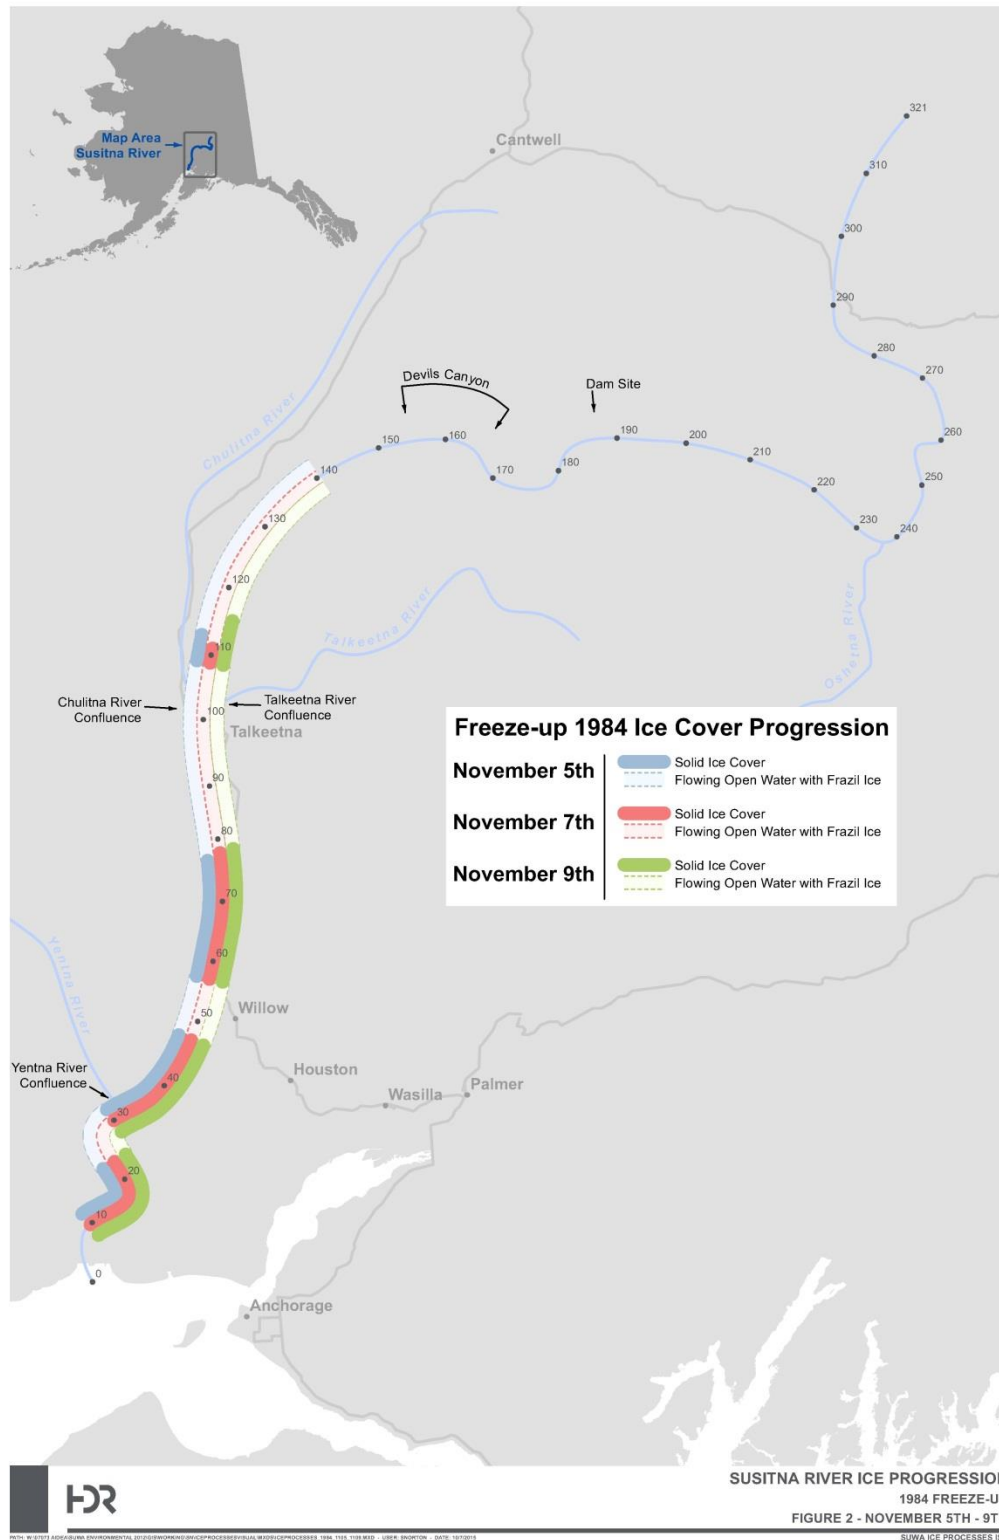 Map Area
Susitna River
Cantwell
321
310
300
290
280
270
260
250
240
230
220
210
200
190
180
170
160
150
140
130
120
110
100
90
80
70
60
50
40
30
20
10
0
Devils Canyon
Dam Site
Chulitna River
Talkeetna River
Oshetna River
Yentna River
Chulitna River
Confluence
Talkeetna River
Confluence
Talkeetna
Freeze-up 1984 Ice Cover Progression
November 5th
Solid Ice Cover
Flowing Open Water with Frazil Ice
November 7th
Solid Ice Cover
Flowing Open Water with Frazil Ice
November 9th
Solid Ice Cover
Flowing Open Water with Frazil Ice
Willow
Yentna River
Confluence
Houston
Wasilla
Palmer
Anchorage
HDR
SUSITNA RIVER ICE PROGRESSION
1984 FREEZE-U
FIGURE 2 - NOVEMBER 5TH - 9T
SUWA ICE PROCESSES